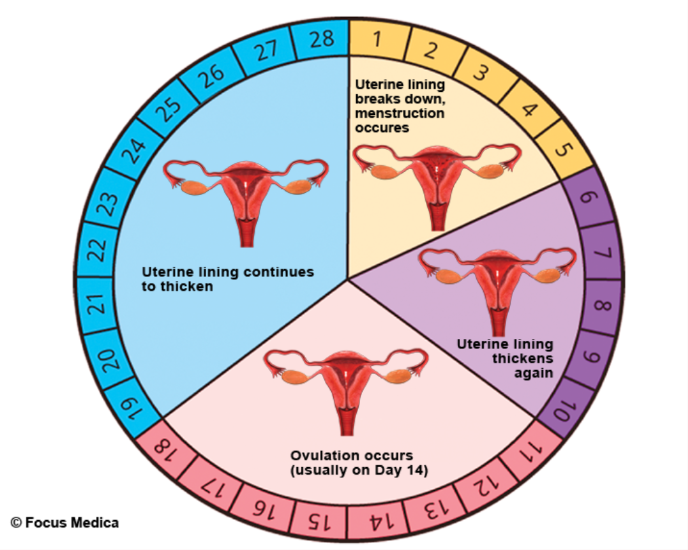 1
2
3
4
5
6
7
8
9
10
11
12
13
14
15
16
17
18
19
20
21
22
23
24
25
26
27
28
Uterine lining
breaks down,
menstruction
occures
Uterine lining
thickens
again
Ovulation occurs
(usually on Day 14)
Uterine lining continues
to thicken
© Focus Medica